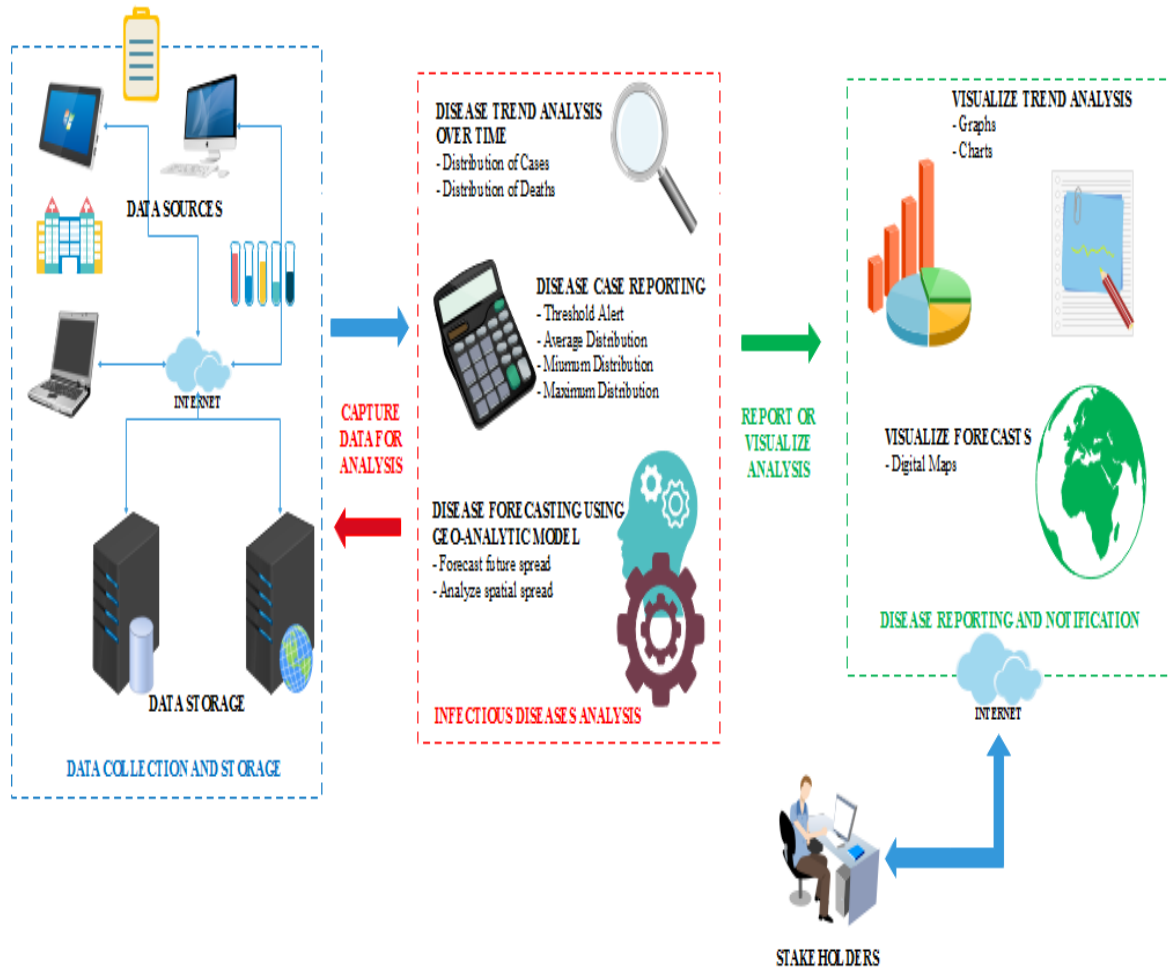 DATA SOURCES
INTERNET
DATA STORAGE
DATA COLLECTION AND STORAGE
CAPTURE
DATA FOR
ANALYSIS
DISEASE TREND ANALYSIS
OVER TIME
- Distribution of Cases
- Distribution of Deaths
DISEASE CASE REPORTING
- Threshold Alert
- Average Distribution
- Miumum Distribution
- Maximum Distribution
DISEASE FORECASTING USING
GEO-ANALYTIC MODEL
- Forecast future spread
- Analyze spatial spread
INFECTIOUS DISEASES ANALYSIS
REPORT OR
VISUALIZE
ANALYSIS
VISUALIZE TREND ANALYSIS
- Graphs
- Charts
VISUALIZE FORECASTS
- Digital Maps
DISEASE REPORTING AND NOTIFICATION
INTERNET
STAKEHOLDERS